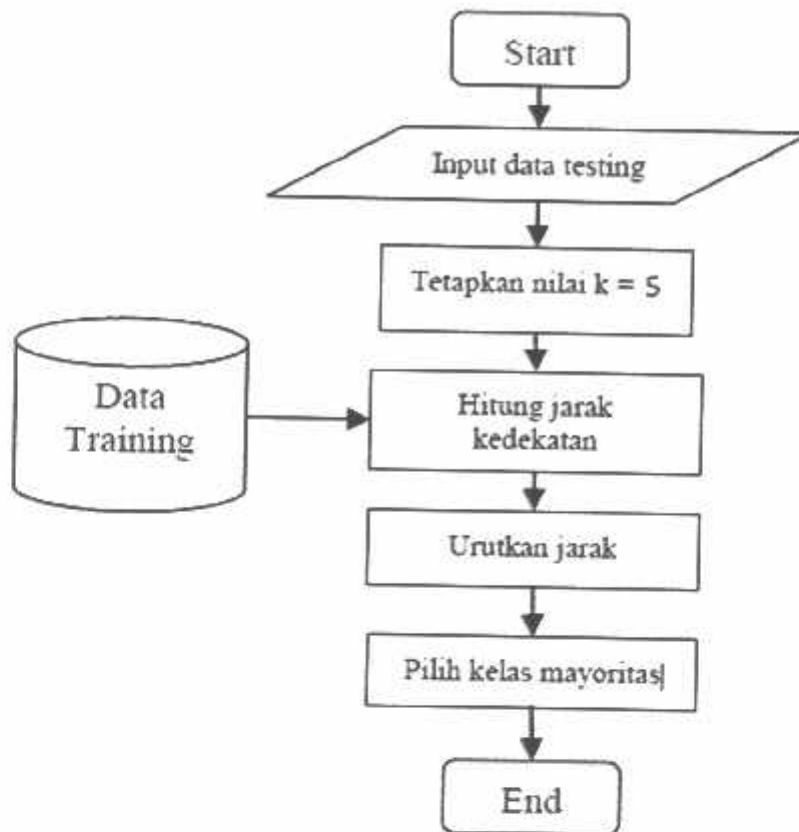 Start
Input data testing
Tetapkan nilai k = 5
Data
Training
Hitung jarak
kedekatan
Urutkan jarak
Pilih kelas mayoritas
End